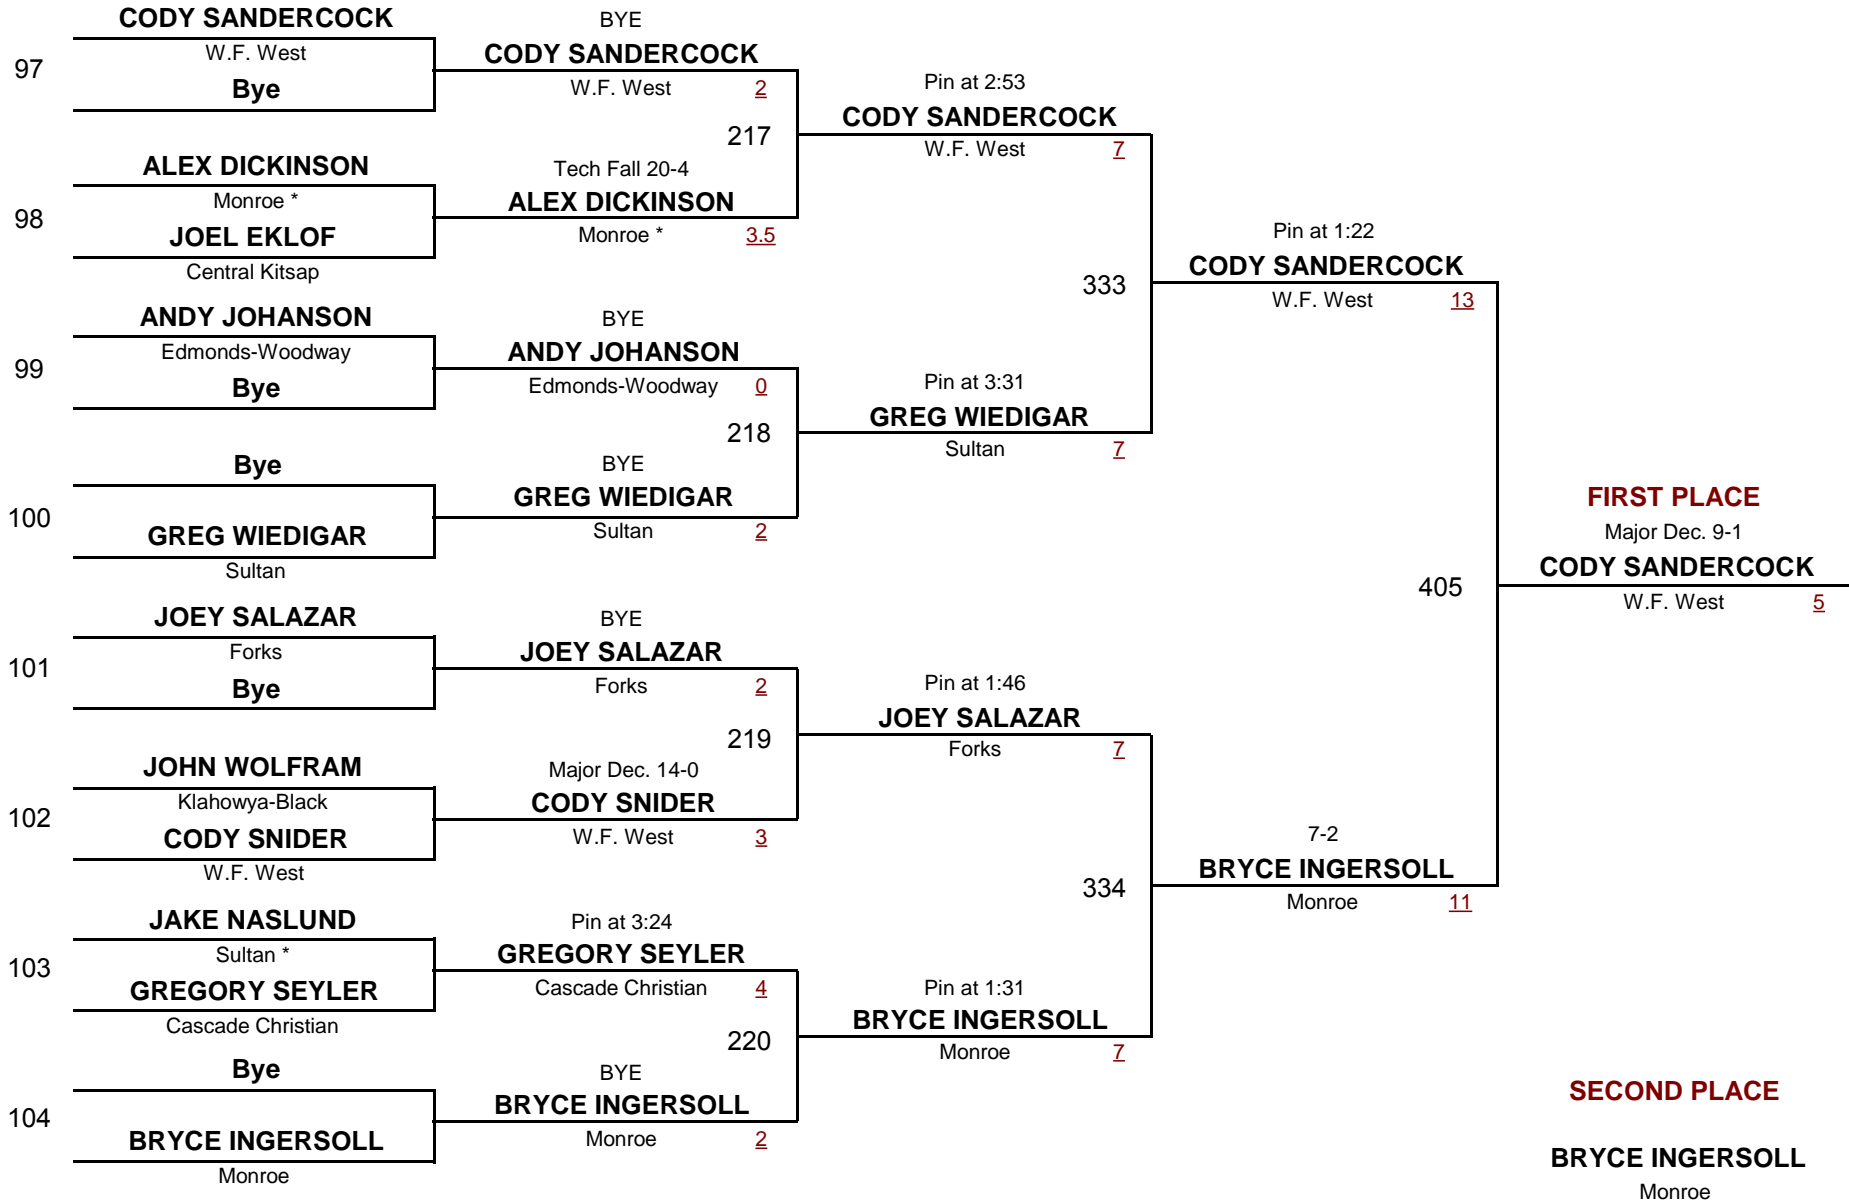 CODY SANDERCOCK
W.F. West
97
Bye
ALEX DICKINSON
Monroe *
98
JOEL EKLOF
Central Kitsap
ANDY JOHANSON
Edmonds-Woodway
99
Bye
Bye
100
GREG WIEDIGAR
Sultan
JOEY SALAZAR
Forks
101
Bye
JOHN WOLFRAM
Klahowya-Black
102
CODY SNIDER
W.F. West
JAKE NASLUND
Sultan *
103
GREGORY SEYLER
Cascade Christian
Bye
104
BRYCE INGERSOLL
Monroe
BYE
CODY SANDERCOCK
W.F. West 2
217
Tech Fall 20-4
ALEX DICKINSON
Monroe * 3.5
BYE
ANDY JOHANSON
Edmonds-Woodway 0
218
BYE
GREG WIEDIGAR
Sultan 2
BYE
JOEY SALAZAR
Forks 2
219
Major Dec. 14-0
CODY SNIDER
W.F. West 3
Pin at 3:24
GREGORY SEYLER
Cascade Christian 4
220
BYE
BRYCE INGERSOLL
Monroe 2
Pin at 2:53
CODY SANDERCOCK
W.F. West 7
333
Pin at 3:31
GREG WIEDIGAR
Sultan 7
Pin at 1:46
JOEY SALAZAR
Forks 7
334
Pin at 1:31
BRYCE INGERSOLL
Monroe 7
Pin at 1:22
CODY SANDERCOCK
W.F. West 13
405
7-2
BRYCE INGERSOLL
Monroe 11
FIRST PLACE
Major Dec. 9-1
CODY SANDERCOCK
W.F. West 5
SECOND PLACE
BRYCE INGERSOLL
Monroe